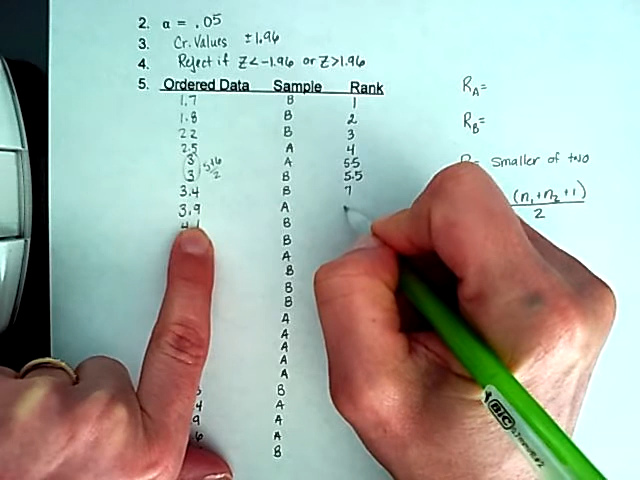 2. α = .05
3. Cr. Values ±1.96
4. Reject if Z<-1.96 or Z>1.96
5. Ordered Data Sample Rank
1.7 B 1
1.8 B 2
2.2 B 3
2.5 A 4
3 A 5.5
3 B 5.5
3.4 B 7
3.9 A
B
B
A
B
B
B
A
A
A
A
B
A
A
A
B
R_A=
R_B=
smaller of two
(n₁+n₂+1)
2
BIC